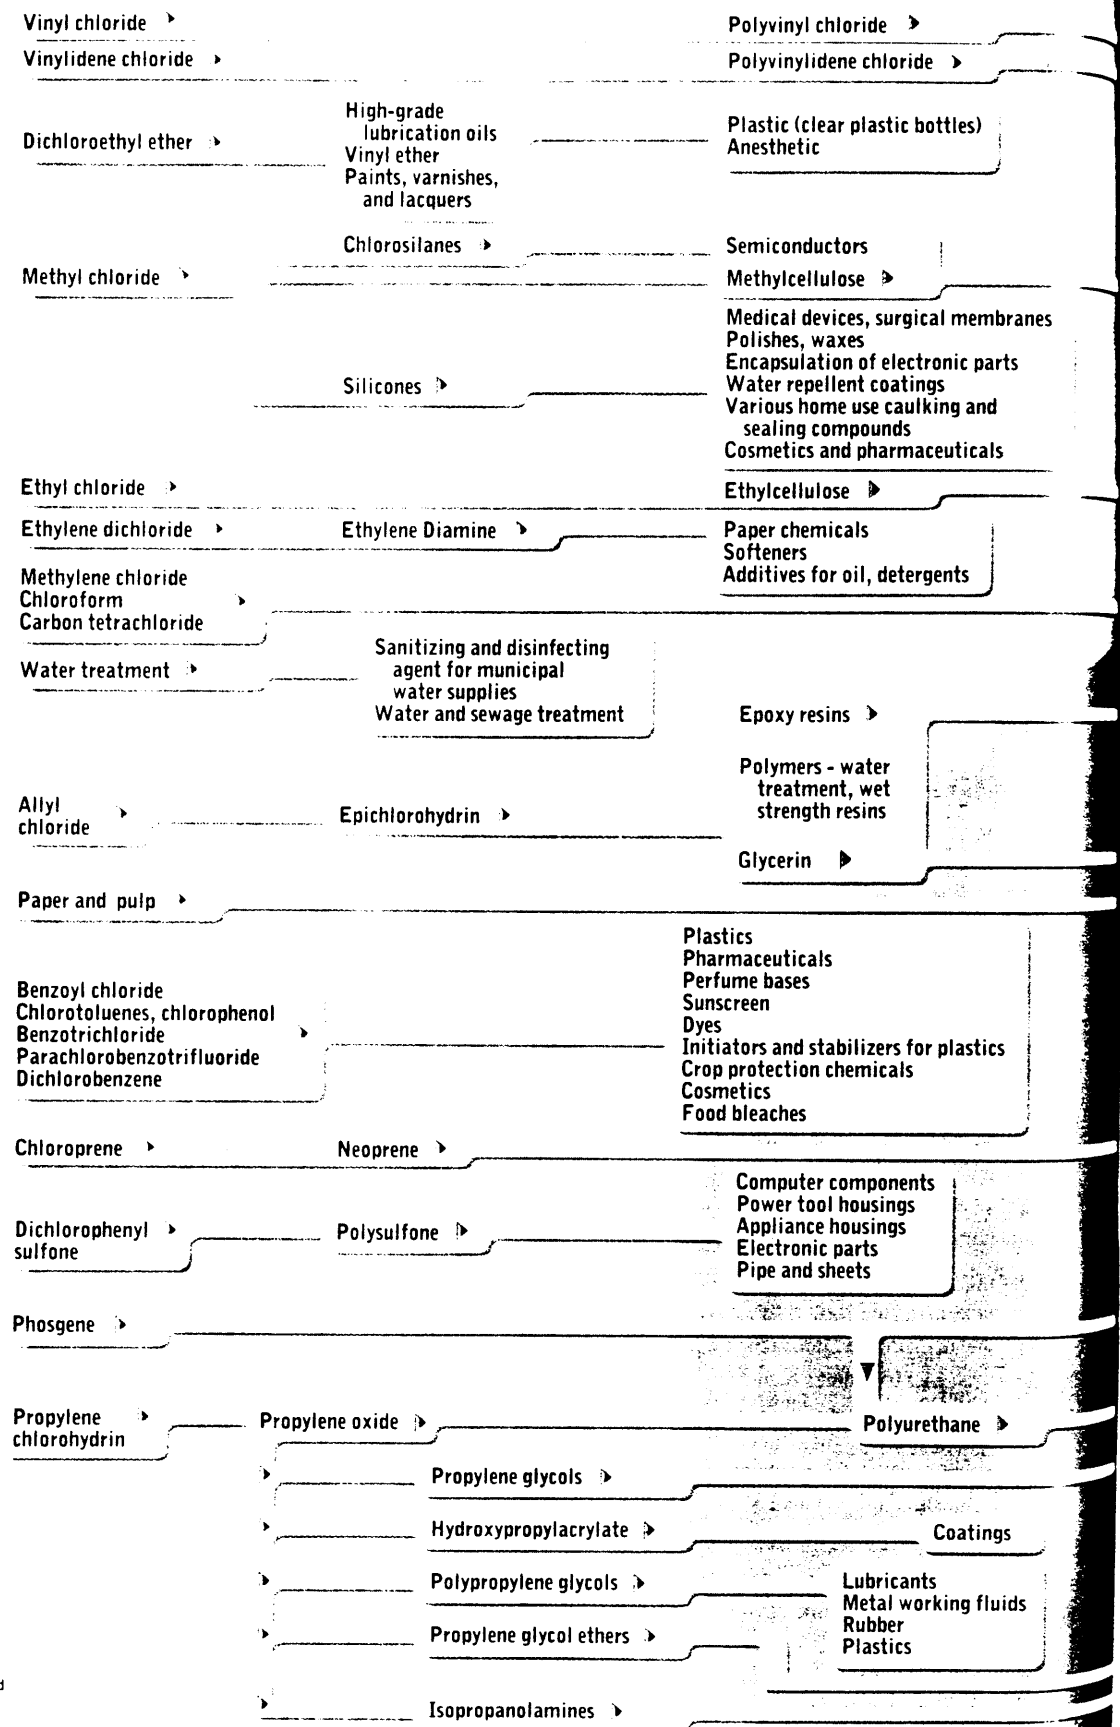 Vinyl chloride
Polyvinyl chloride
Vinylidene chloride
Polyvinylidene chloride
Dichloroethyl ether
High-grade
lubrication oils
Vinyl ether
Paints, varnishes,
and lacquers
Plastic (clear plastic bottles)
Anesthetic
Methyl chloride
Chlorosilanes
Semiconductors
Methylcellulose
Silicones
Medical devices, surgical membranes
Polishes, waxes
Encapsulation of electronic parts
Water repellent coatings
Various home use caulking and
sealing compounds
Cosmetics and pharmaceuticals
Ethyl chloride
Ethylcellulose
Ethylene dichloride
Ethylene Diamine
Paper chemicals
Softeners
Additives for oil, detergents
Methylene chloride
Chloroform
Carbon tetrachloride
Water treatment
Sanitizing and disinfecting
agent for municipal
water supplies
Water and sewage treatment
Allyl
chloride
Epichlorohydrin
Epoxy resins
Polymers - water
treatment, wet
strength resins
Glycerin
Paper and pulp
Benzoyl chloride
Chlorotoluenes, chlorophenol
Benzotrichloride
Parachlorobenzotrifluoride
Dichlorobenzene
Plastics
Pharmaceuticals
Perfume bases
Sunscreen
Dyes
Initiators and stabilizers for plastics
Crop protection chemicals
Cosmetics
Food bleaches
Chloroprene
Neoprene
Dichlorophenyl
sulfone
Polysulfone
Computer components
Power tool housings
Appliance housings
Electronic parts
Pipe and sheets
Phosgene
Propylene
chlorohydrin
Propylene oxide
Polyurethane
Propylene glycols
Hydroxypropylacrylate
Coatings
Polypropylene glycols
Lubricants
Metal working fluids
Rubber
Plastics
Propylene glycol ethers
Isopropanolamines